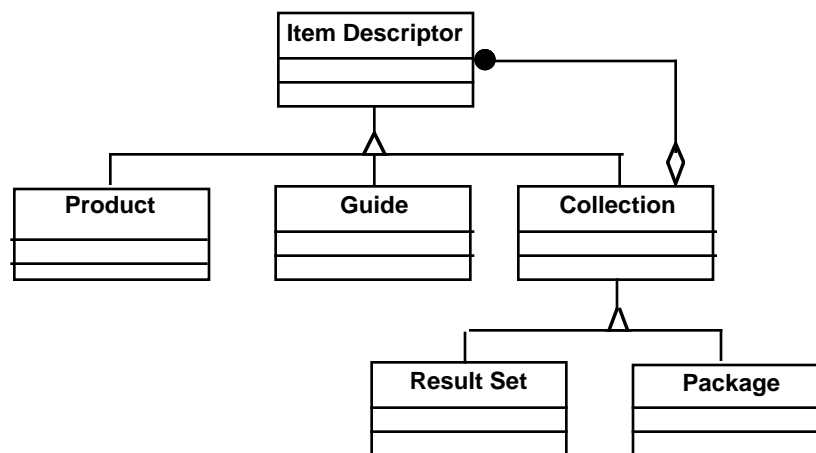 Item Descriptor
Product
Guide
Collection
Result Set
Package